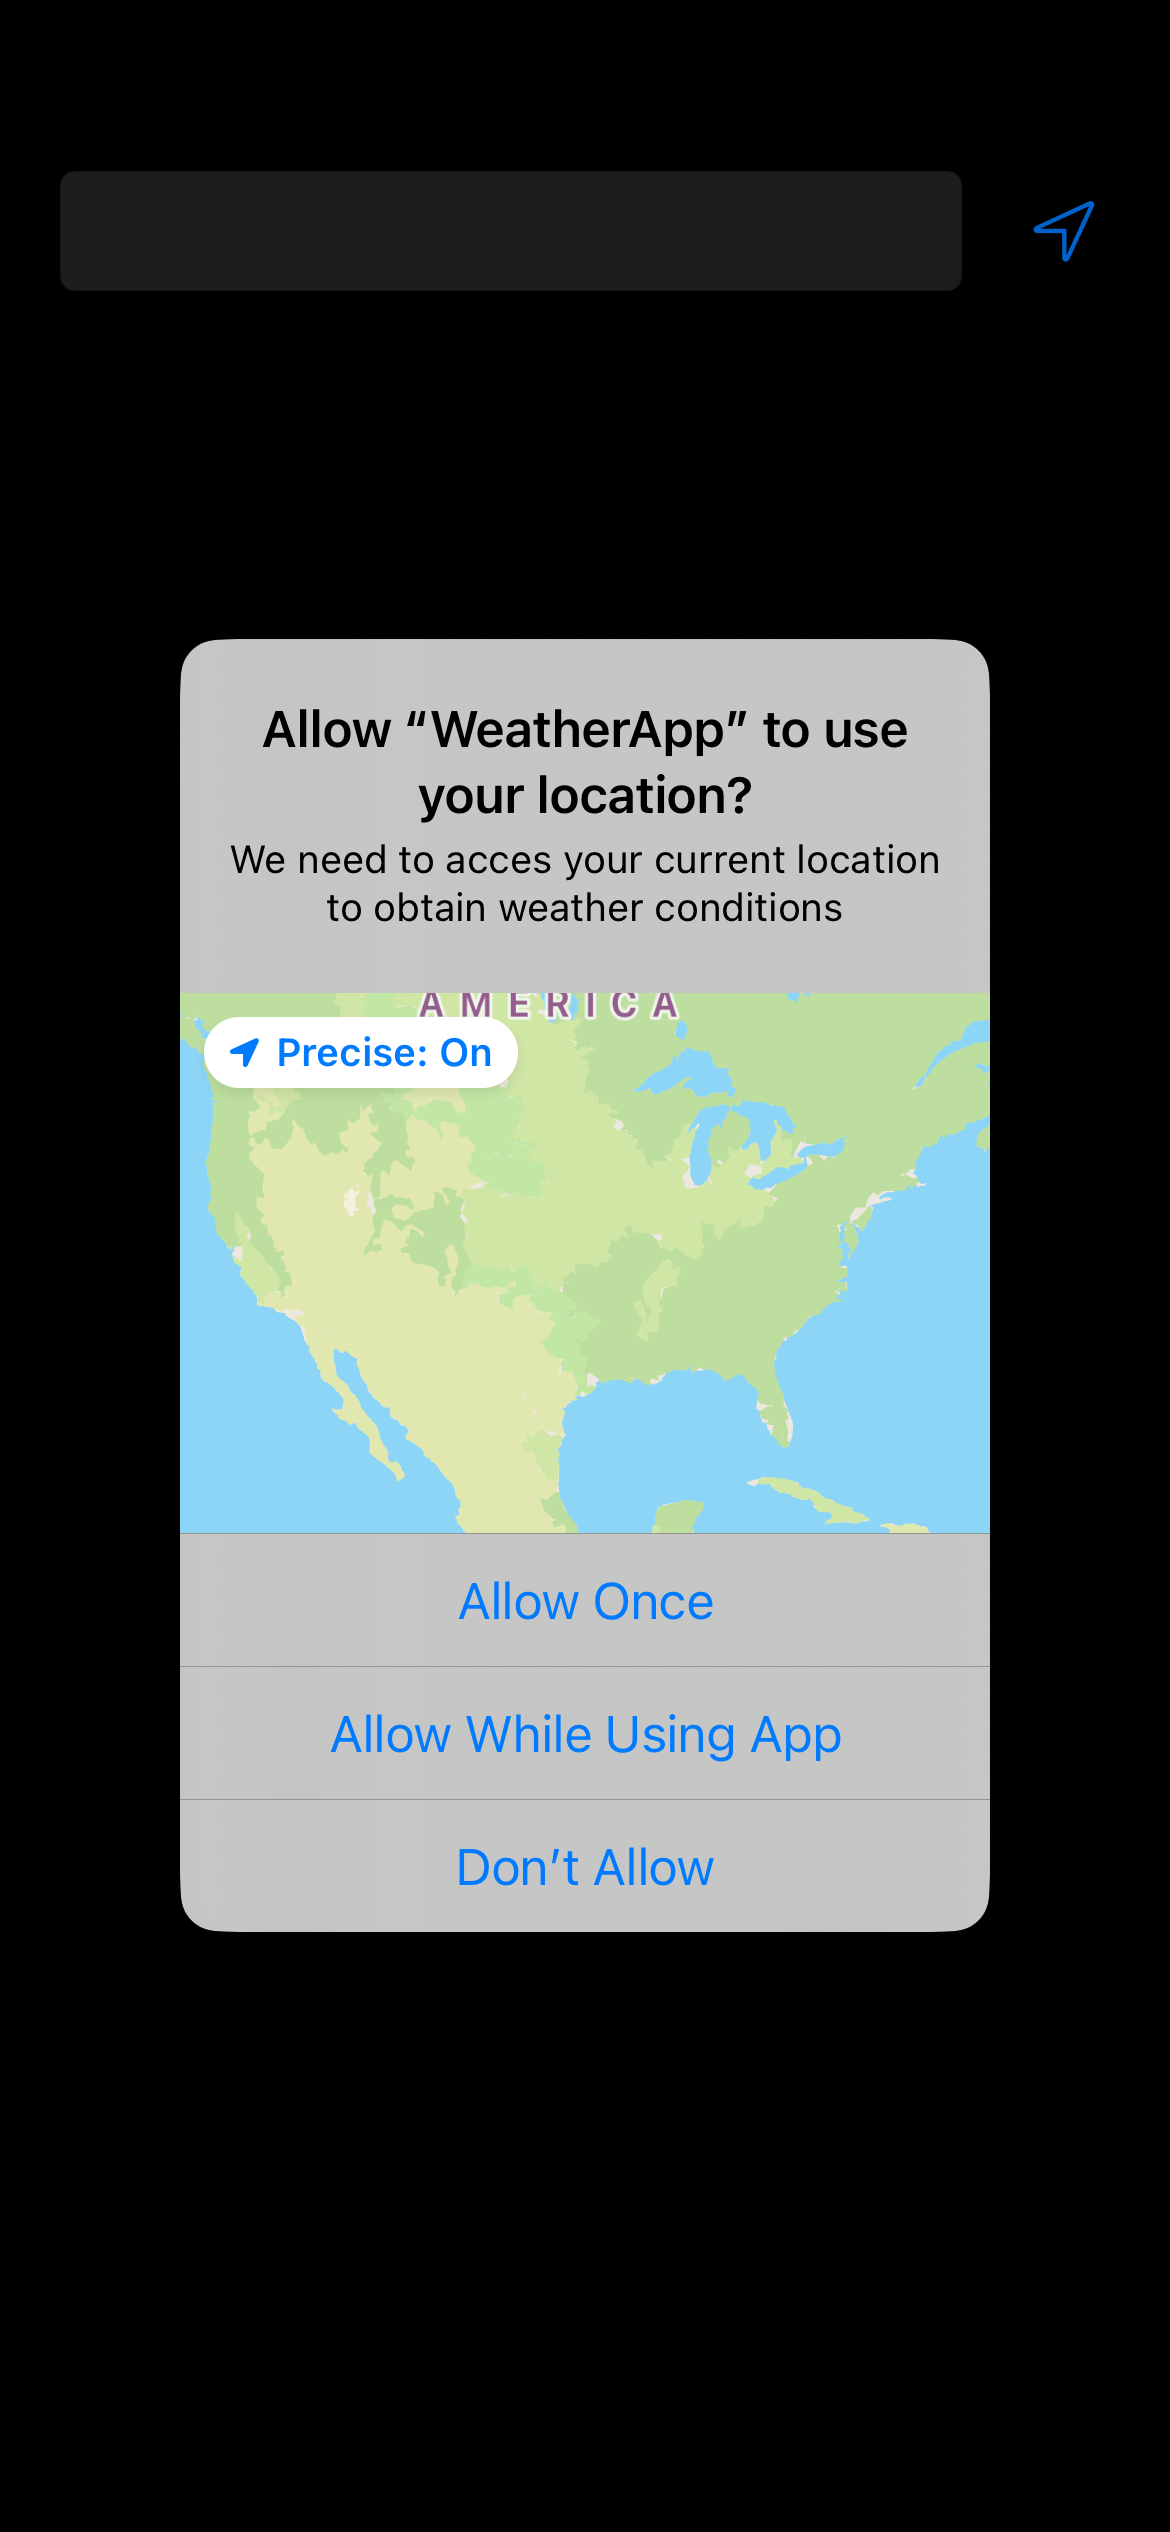 Allow “WeatherApp” to use
your location?
We need to acces your current location
to obtain weather conditions
AMERICA
Precise: On
Allow Once
Allow While Using App
Don’t Allow